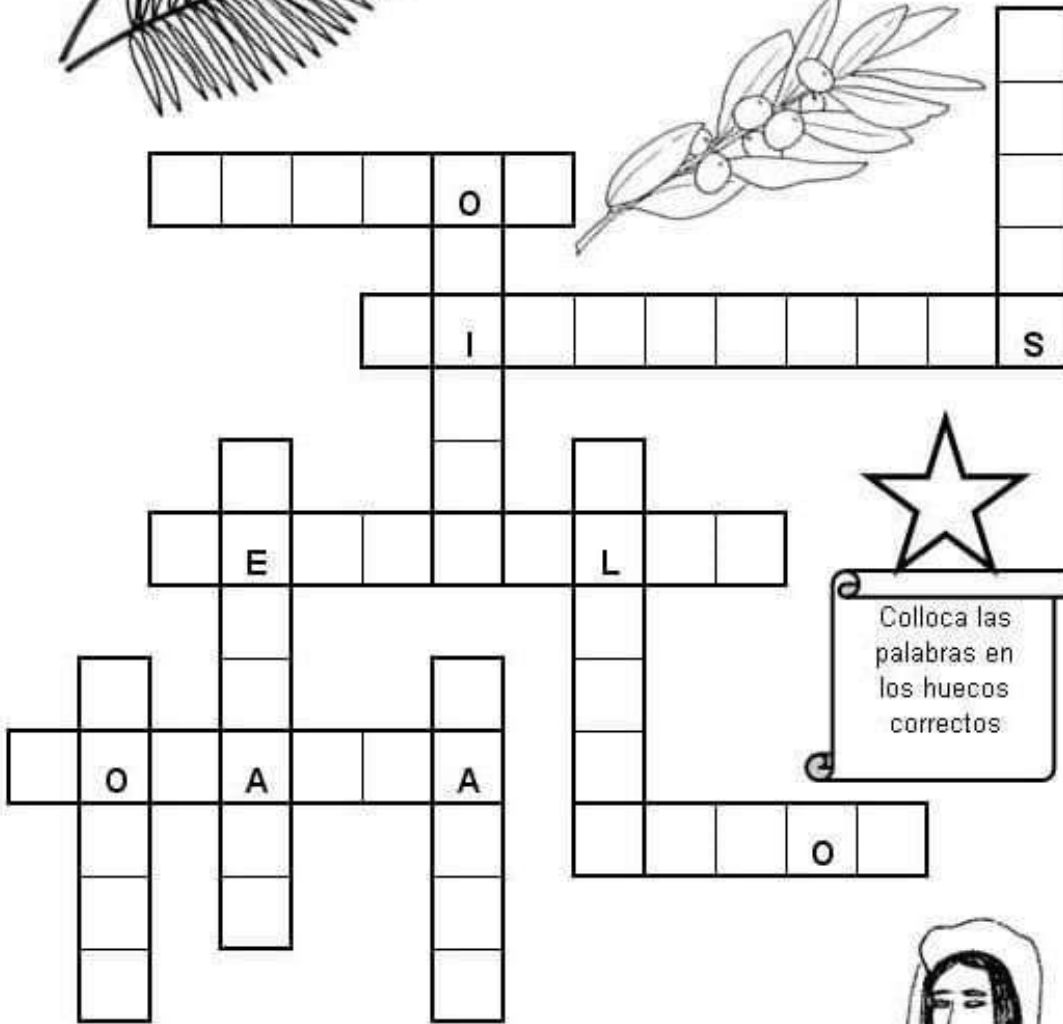 O
I S
E L
Colloca las
palabras en
los huecos
correctos
O A A
O